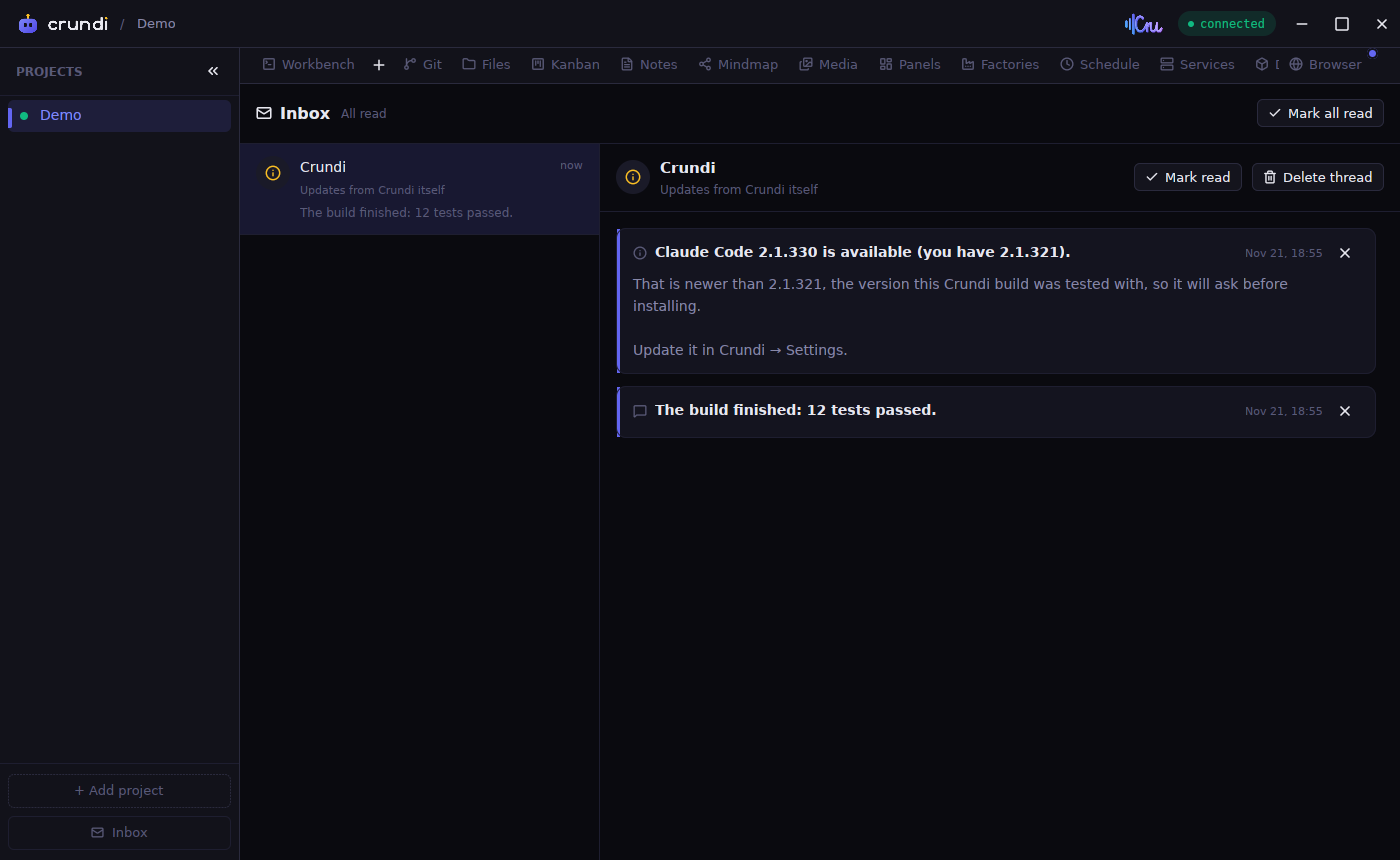 crundi / Demo
Cru
connected
PROJECTS
Demo
+ Add project
Inbox
Workbench + Git Files Kanban Notes Mindmap Media Panels Factories Schedule Services Browser
Inbox All read
Mark all read
Crundi now
Updates from Crundi itself
The build finished: 12 tests passed.
Crundi
Updates from Crundi itself
Mark read
Delete thread
Claude Code 2.1.330 is available (you have 2.1.321). Nov 21, 18:55
That is newer than 2.1.321, the version this Crundi build was tested with, so it will ask before
installing.
Update it in Crundi → Settings.
The build finished: 12 tests passed. Nov 21, 18:55